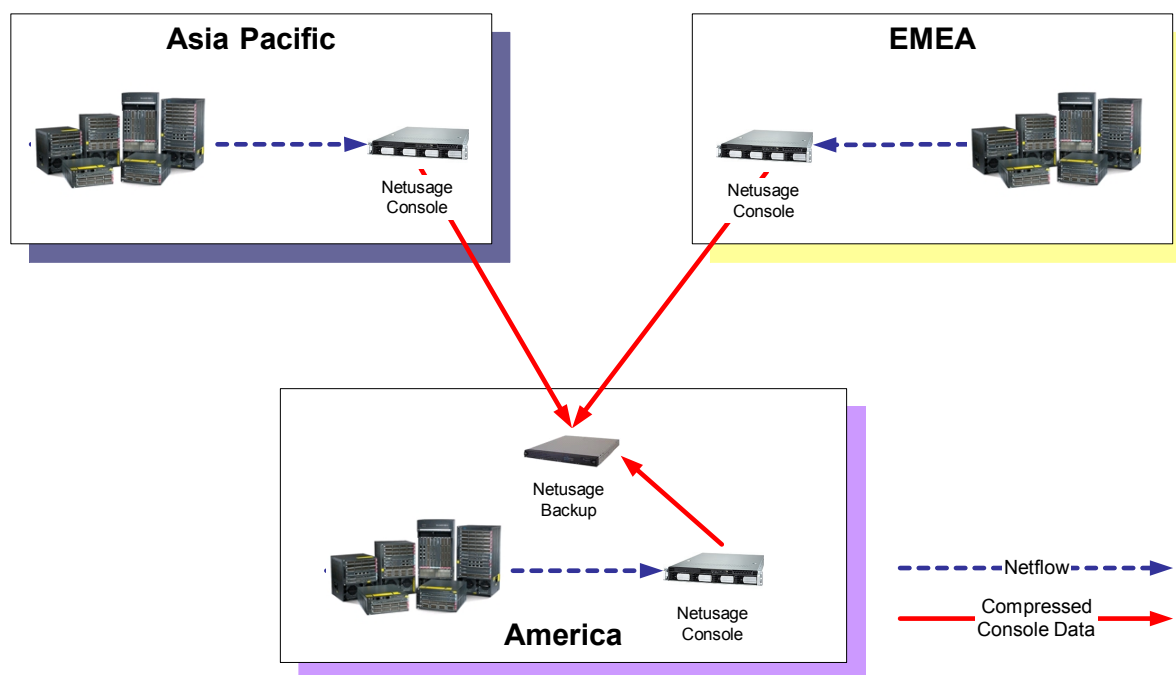 Asia Pacific
EMEA
Netusage
Console
Netusage
Console
Netusage
Backup
Netusage
Console
America
Netflow
Compressed
Console Data